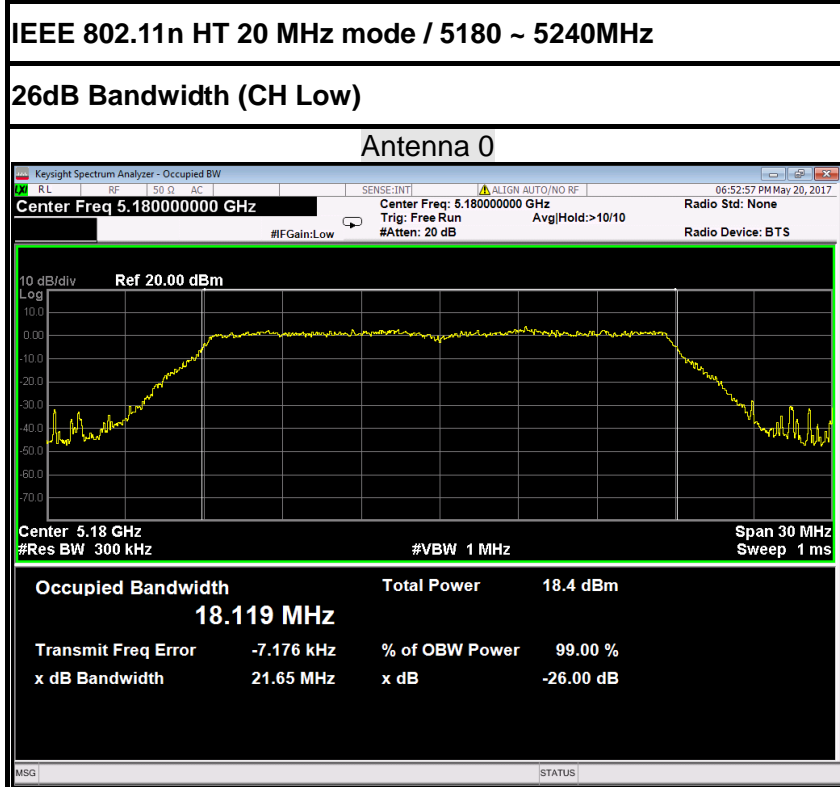 IEEE 802.11n HT 20 MHz mode / 5180 ~ 5240MHz
26dB Bandwidth (CH Low)
Antenna 0
Keysight Spectrum Analyzer - Occupied BW
LXI RL RF 50 Ω AC SENSE:INT ALIGN AUTO/NO RF 06:52:57 PM May 20, 2017
Center Freq 5.180000000 GHz Center Freq: 5.180000000 GHz Radio Std: None
Trig: Free Run Avg|Hold:>10/10
#IFGain:Low #Atten: 20 dB Radio Device: BTS
10 dB/div Ref 20.00 dBm
Log
10.0
0.00
-10.0
-20.0
-30.0
-40.0
-50.0
-60.0
-70.0
Center 5.18 GHz Span 30 MHz
#Res BW 300 kHz #VBW 1 MHz Sweep 1 ms
Occupied Bandwidth Total Power 18.4 dBm
18.119 MHz
Transmit Freq Error -7.176 kHz % of OBW Power 99.00 %
x dB Bandwidth 21.65 MHz x dB -26.00 dB
MSG STATUS